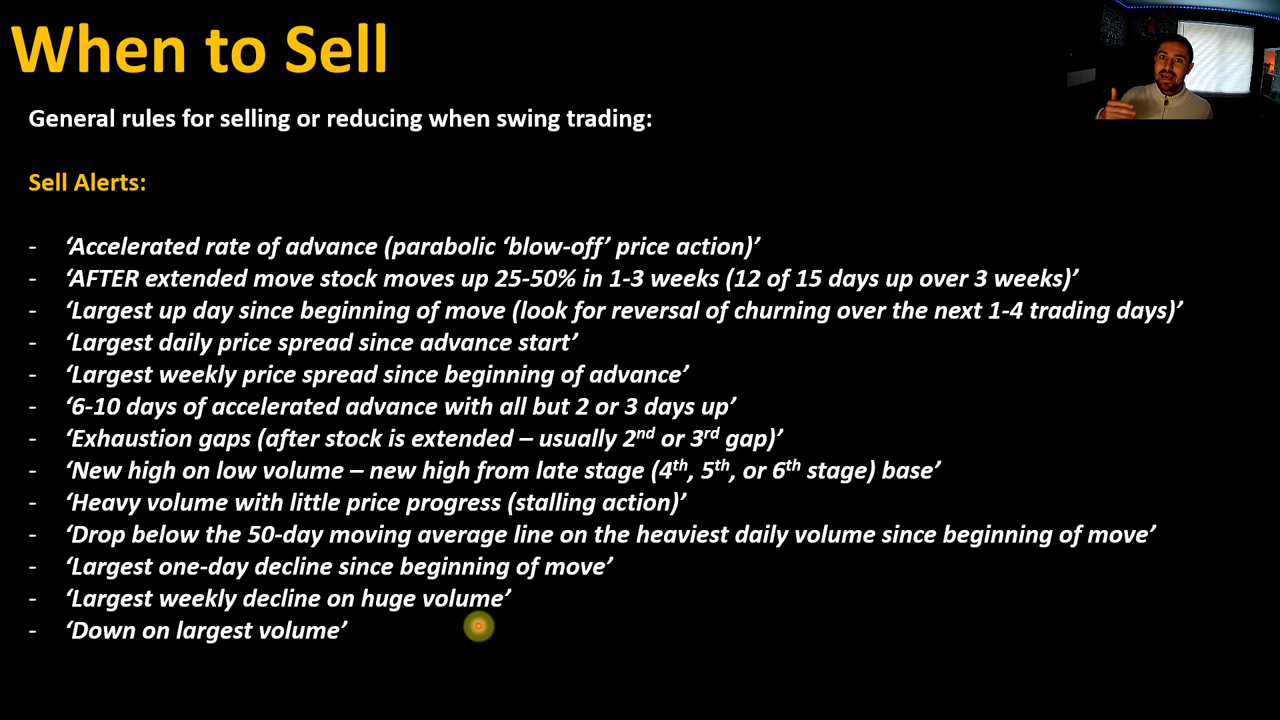 When to Sell
General rules for selling or reducing when swing trading:
Sell Alerts:
- ‘Accelerated rate of advance (parabolic ‘blow-off’ price action)’
- ‘AFTER extended move stock moves up 25-50% in 1-3 weeks (12 of 15 days up over 3 weeks)’
- ‘Largest up day since beginning of move (look for reversal of churning over the next 1-4 trading days)’
- ‘Largest daily price spread since advance start’
- ‘Largest weekly price spread since beginning of advance’
- ‘6-10 days of accelerated advance with all but 2 or 3 days up’
- ‘Exhaustion gaps (after stock is extended – usually 2nd or 3rd gap)’
- ‘New high on low volume – new high from late stage (4th, 5th, or 6th stage) base’
- ‘Heavy volume with little price progress (stalling action)’
- ‘Drop below the 50-day moving average line on the heaviest daily volume since beginning of move’
- ‘Largest one-day decline since beginning of move’
- ‘Largest weekly decline on huge volume’
- ‘Down on largest volume’